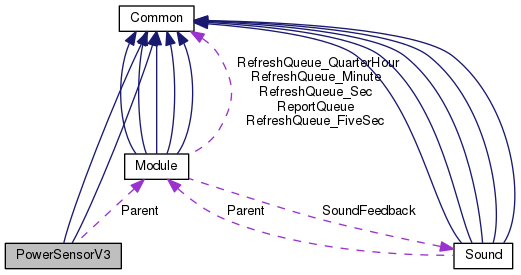 Common
RefreshQueue_QuarterHour
RefreshQueue_Minute
RefreshQueue_Sec
ReportQueue
RefreshQueue_FiveSec
Module
Parent
Parent
SoundFeedback
PowerSensorV3
Sound